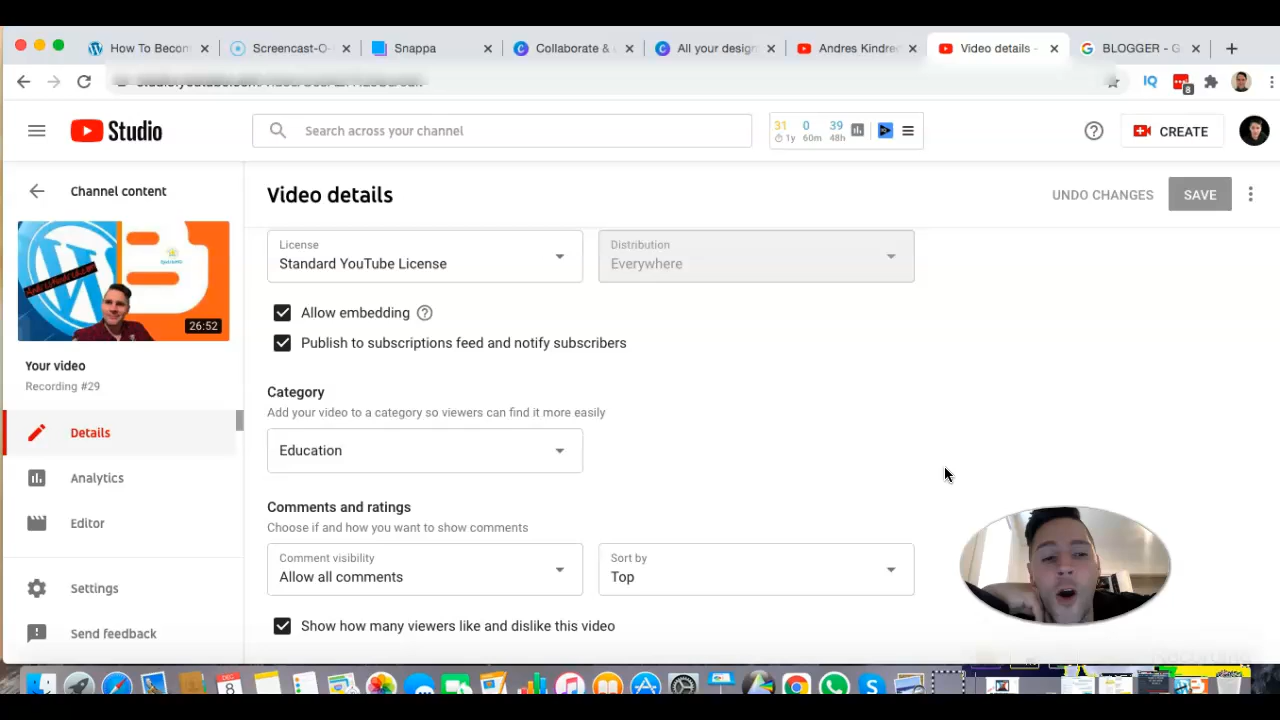 How To Becom
Screencast-O-
Snappa
Collaborate &
All your design
Andres Kindred
Video details -
BLOGGER - G
8
Studio
Search across your channel
31 0 39
1y 60m 48h
CREATE
Channel content
26:52
Your video
Recording #29
Details
Analytics
Editor
Settings
Send feedback
Video details
UNDO CHANGES
SAVE
License
Standard YouTube License
Distribution
Everywhere
Allow embedding
Publish to subscriptions feed and notify subscribers
Category
Add your video to a category so viewers can find it more easily
Education
Comments and ratings
Choose if and how you want to show comments
Comment visibility
Allow all comments
Sort by
Top
Show how many viewers like and dislike this video
DEC
8